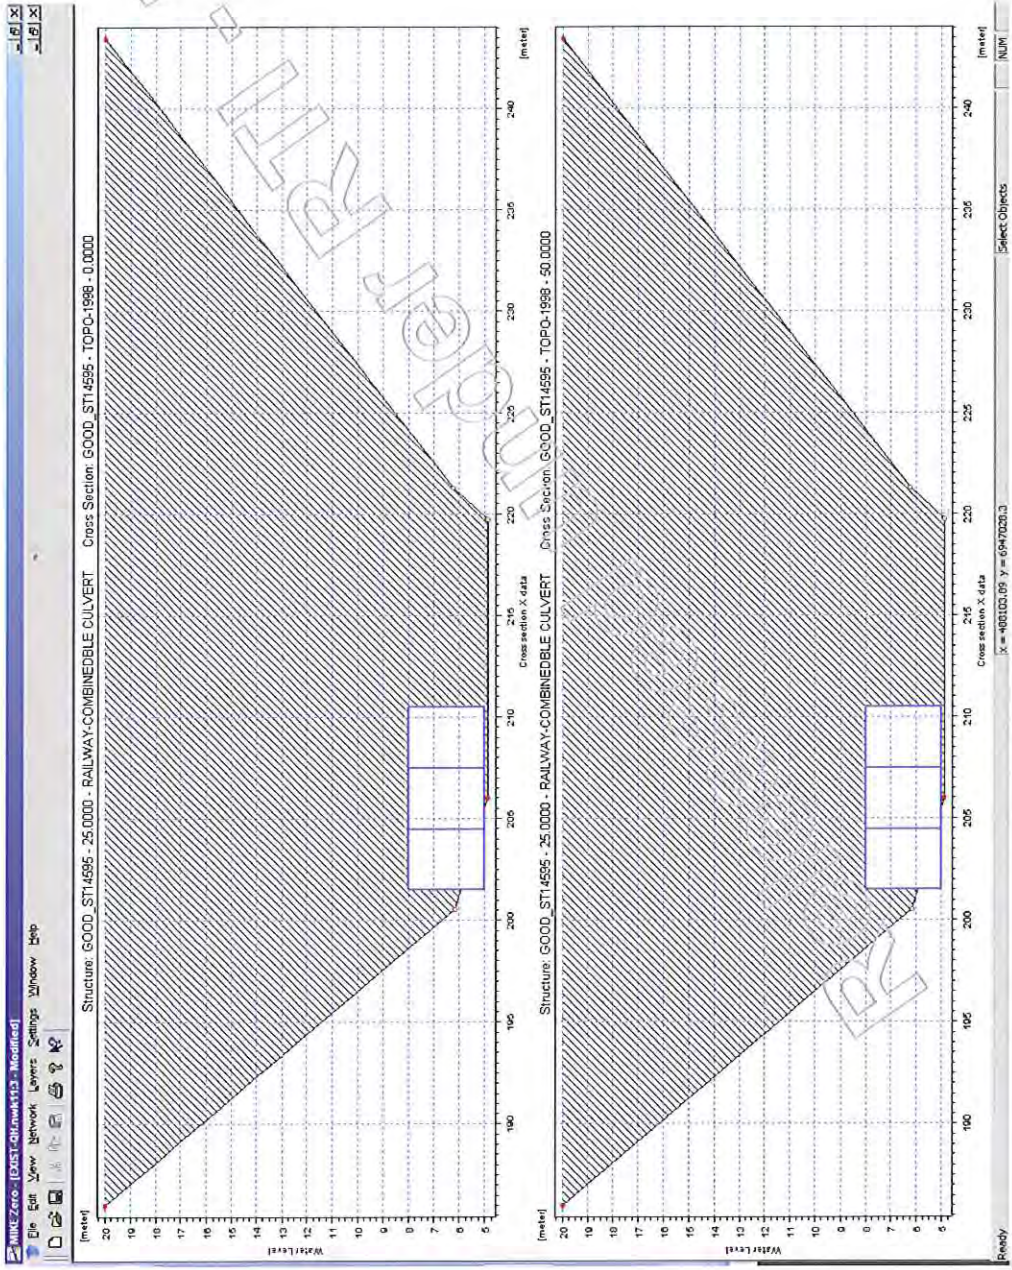 MIKE Zero - [EXIST-QH.nwk11:3 - Modified]
File Edit View Network Layers Settings Window Help
Structure: GOOD_ST14595 - 25.0000 - RAILWAY-COMBINEDBLE CULVERT Cross Section: GOOD_ST14595 - TOPO-1998 - 0.0000
[meter]
20
19
18
17
16
15
14
13
12
11
10
9
8
7
6
5
Water Level
190 195 200 205 210 215 220 225 230 235 240
[meter]
Cross section X data
Structure: GOOD_ST14595 - 25.0000 - RAILWAY-COMBINEDBLE CULVERT Cross Section: GOOD_ST14595 - TOPO-1998 - 50.0000
[meter]
20
19
18
17
16
15
14
13
12
11
10
9
8
7
6
5
Water Level
190 195 200 205 210 215 220 225 230 235 240
[meter]
Cross section X data
Ready
Select Objects
NUM
R
nder RTI